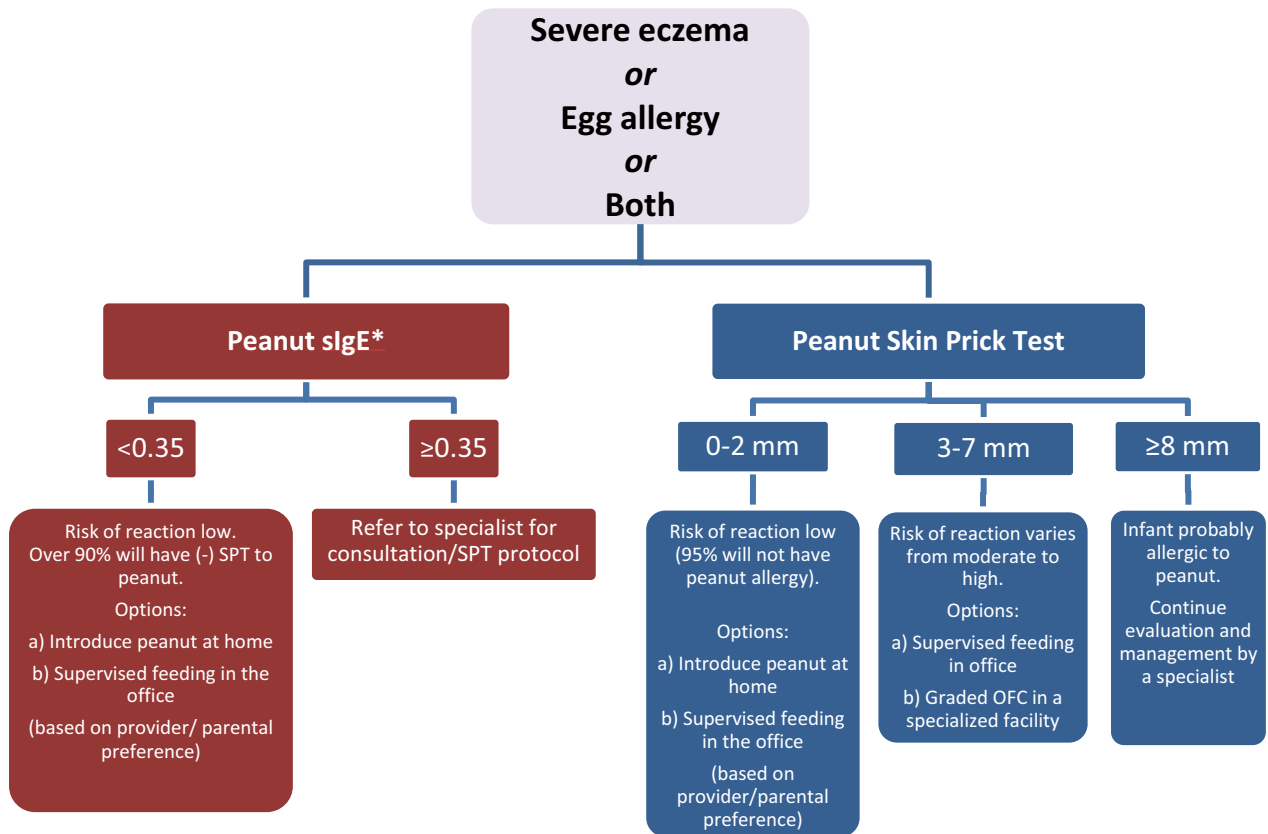 Severe eczema
or
Egg allergy
or
Both
Peanut sIgE*
Peanut Skin Prick Test
<0.35
≥0.35
0-2 mm
3-7 mm
≥8 mm
Risk of reaction low.
Over 90% will have (-) SPT to
peanut.
Options:
a) Introduce peanut at home
b) Supervised feeding in the
office
(based on provider/ parental
preference)
Refer to specialist for
consultation/SPT protocol
Risk of reaction low
(95% will not have
peanut allergy).
Options:
a) Introduce peanut at
home
b) Supervised feeding
in the office
(based on
provider/parental
preference)
Risk of reaction varies
from moderate to
high.
Options:
a) Supervised feeding
in office
b) Graded OFC in a
specialized facility
Infant probably
allergic to
peanut.
Continue
evaluation and
management by
a specialist